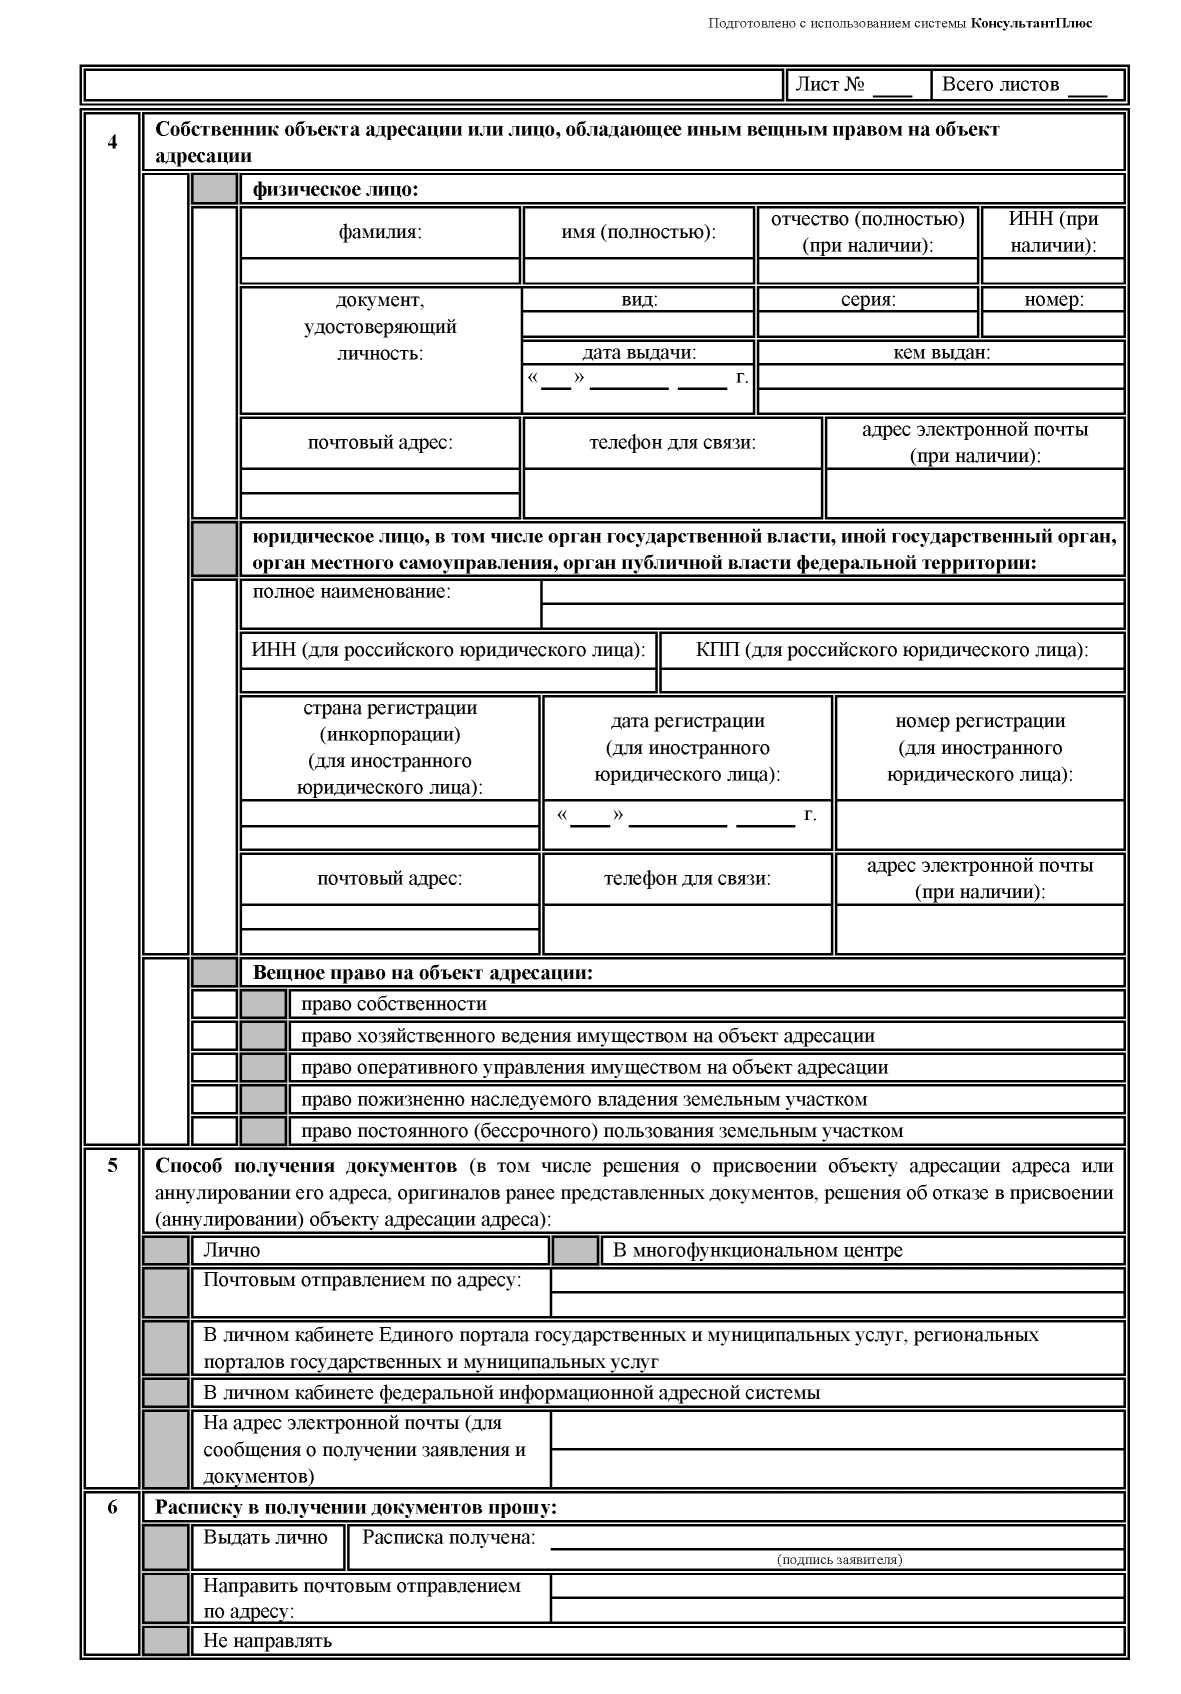 Подготовлено с использованием системы КонсультантПлюс
Лист № ____ Всего листов ____
4 Собственник объекта адресации или лицо, обладающее иным вещным правом на объект
адресации
физическое лицо:
фамилия: имя (полностью): отчество (полностью) (при наличии): ИНН (при наличии):
документ,
удостоверяющий
личность:
вид: серия: номер:
дата выдачи: кем выдан:
« ___ » ________ _____ г.
почтовый адрес: телефон для связи: адрес электронной почты (при наличии):
юридическое лицо, в том числе орган государственной власти, иной государственный орган,
орган местного самоуправления, орган публичной власти федеральной территории:
полное наименование:
ИНН (для российского юридического лица): КПП (для российского юридического лица):
страна регистрации
(инкорпорации)
(для иностранного
юридического лица):
дата регистрации
(для иностранного
юридического лица):
номер регистрации
(для иностранного
юридического лица):
« ____ » __________ ______ г.
почтовый адрес: телефон для связи: адрес электронной почты (при наличии):
Вещное право на объект адресации:
право собственности
право хозяйственного ведения имуществом на объект адресации
право оперативного управления имуществом на объект адресации
право пожизненно наследуемого владения земельным участком
право постоянного (бессрочного) пользования земельным участком
5 Способ получения документов (в том числе решения о присвоении объекту адресации адреса или
аннулировании его адреса, оригиналов ранее представленных документов, решения об отказе в присвоении
(аннулировании) объекту адресации адреса):
Лично В многофункциональном центре
Почтовым отправлением по адресу:
В личном кабинете Единого портала государственных и муниципальных услуг, региональных
порталов государственных и муниципальных услуг
В личном кабинете федеральной информационной адресной системы
На адрес электронной почты (для
сообщения о получении заявления и
документов)
6 Расписку в получении документов прошу:
Выдать лично Расписка получена:
(подпись заявителя)
Направить почтовым отправлением
по адресу:
Не направлять